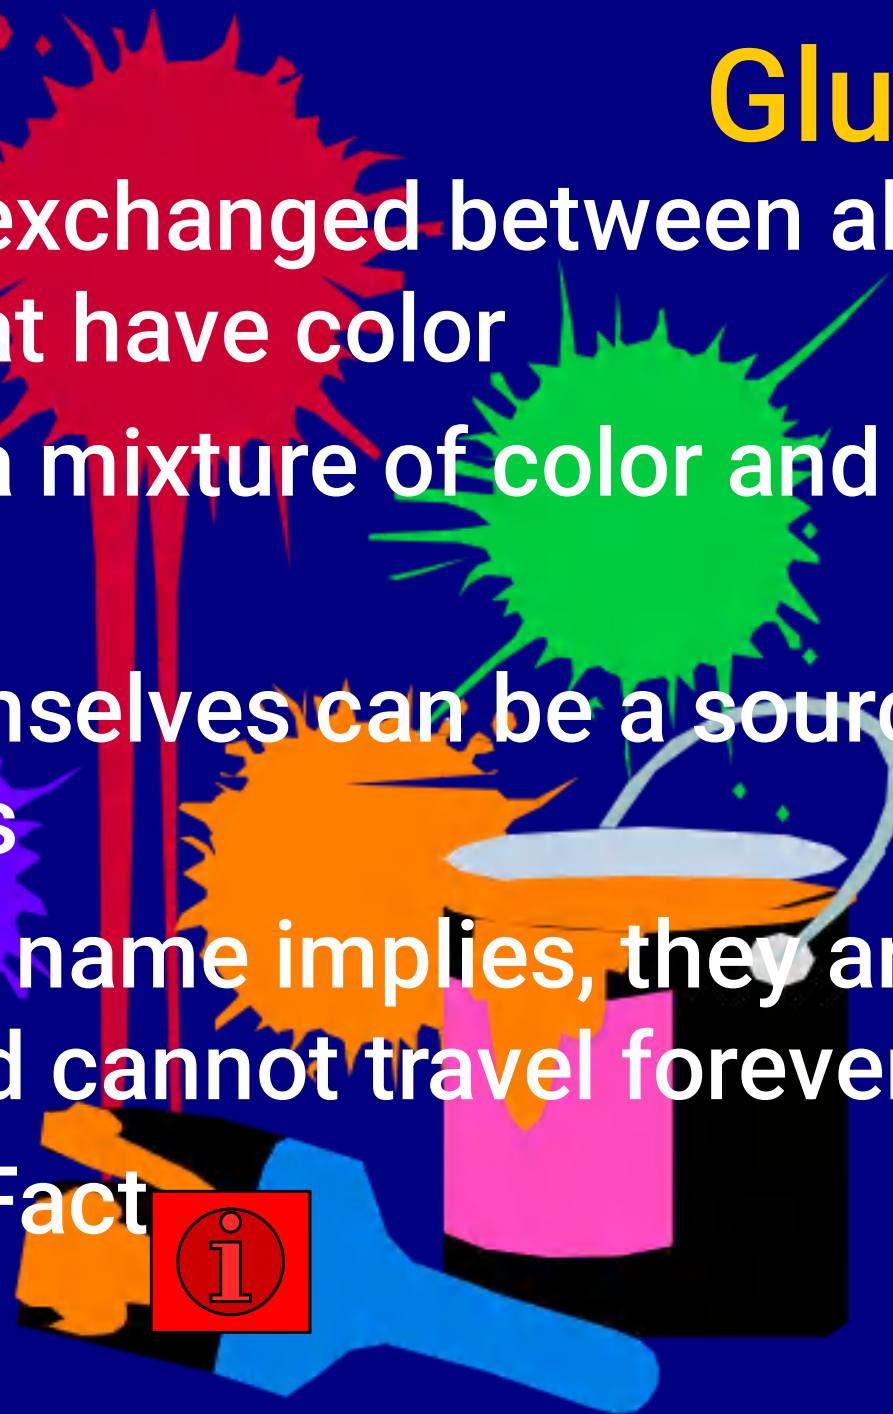 Glu
exchanged between al
at have color
a mixture of color and
nselves can be a sourc
s
name implies, they ar
d cannot travel forever
Fact
i